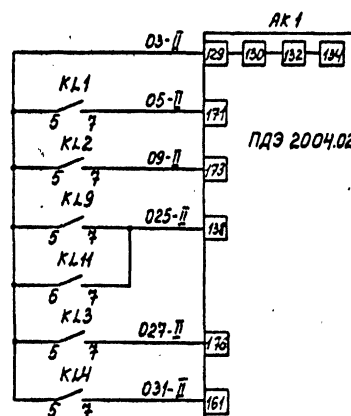 АК1
03-II
129 130 132 134
KL1
05-II
5 7
171
KL2
09-II
ПДЭ 2004.02
5 7
173
KL9
025-II
5 7
138
KL11
6 7
KL3
027-II
5 7
176
KL4
031-II
5 7
161